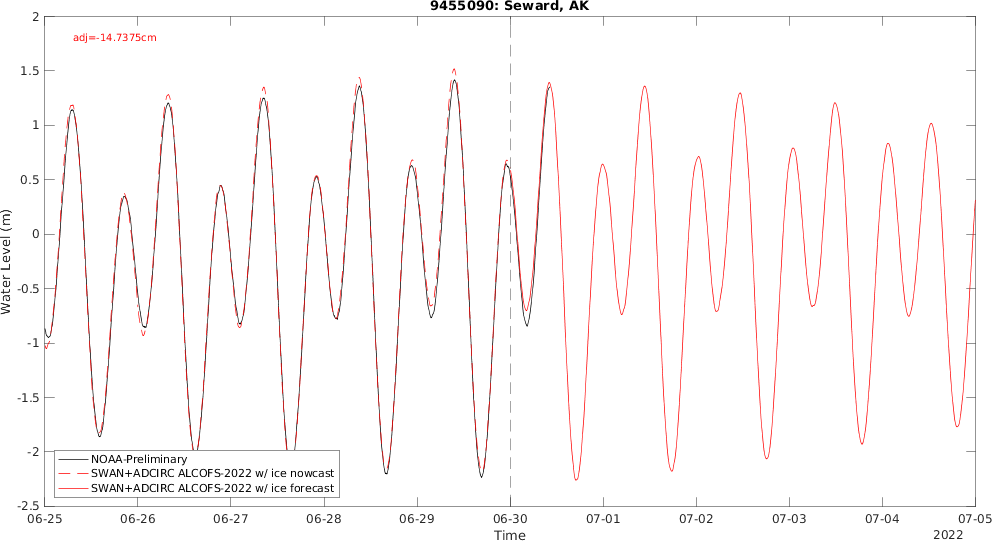 9455090: Seward, AK
adj=-14.7375cm
2
1.5
1
0.5
0
-0.5
-1
-1.5
-2
-2.5
Water Level (m)
NOAA-Preliminary
SWAN+ADCIRC ALCOFS-2022 w/ ice nowcast
SWAN+ADCIRC ALCOFS-2022 w/ ice forecast
06-25 06-26 06-27 06-28 06-29 06-30 07-01 07-02 07-03 07-04 07-05
Time
2022